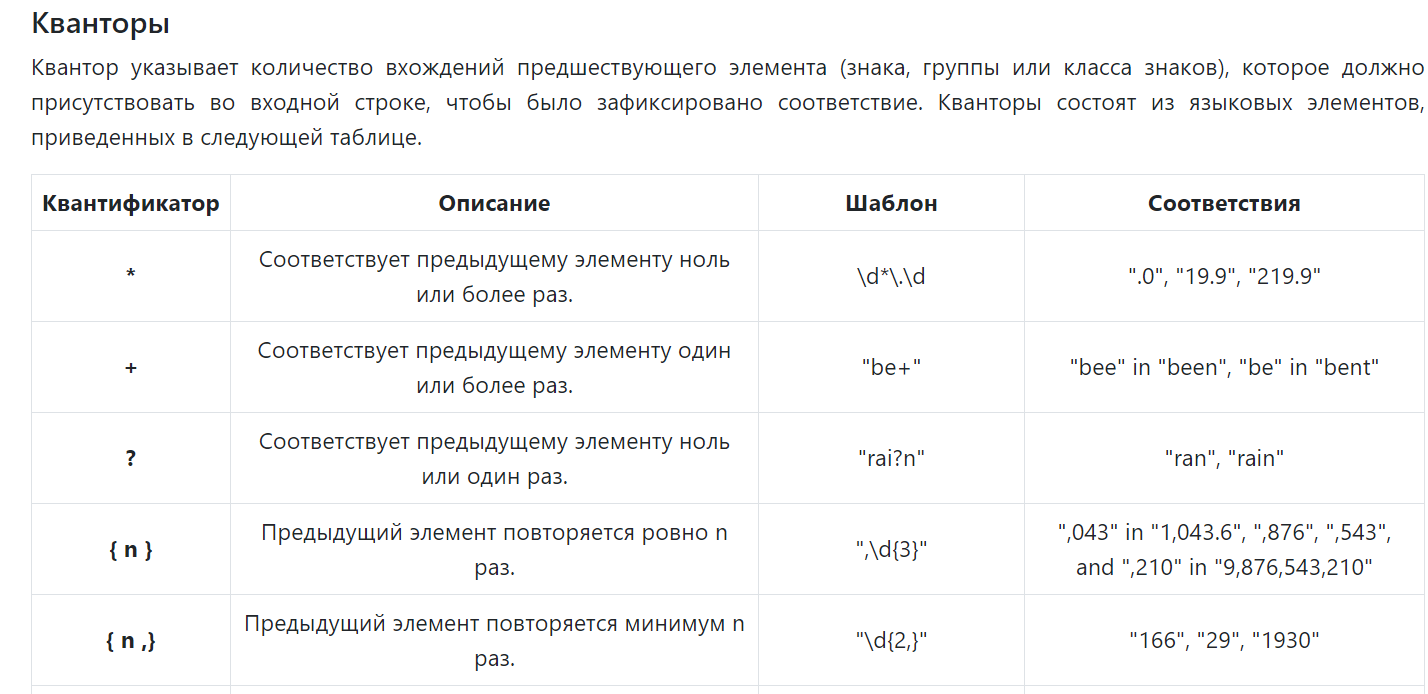 Кванторы
Квантор указывает количество вхождений предшествующего элемента (знака, группы или класса знаков), которое должно
присутствовать во входной строке, чтобы было зафиксировано соответствие. Кванторы состоят из языковых элементов,
приведенных в следующей таблице.
Квантификатор Описание Шаблон Соответствия
* Соответствует предыдущему элементу ноль
или более раз. \d*\.\d ".0", "19.9", "219.9"
+ Соответствует предыдущему элементу один
или более раз. "be+" "bee" in "been", "be" in "bent"
? Соответствует предыдущему элементу ноль
или один раз. "rai?n" "ran", "rain"
{ n } Предыдущий элемент повторяется ровно n
раз. ",\d{3}" ",043" in "1,043.6", ",876", ",543",
and ",210" in "9,876,543,210"
{ n ,} Предыдущий элемент повторяется минимум n
раз. "\d{2,}" "166", "29", "1930"